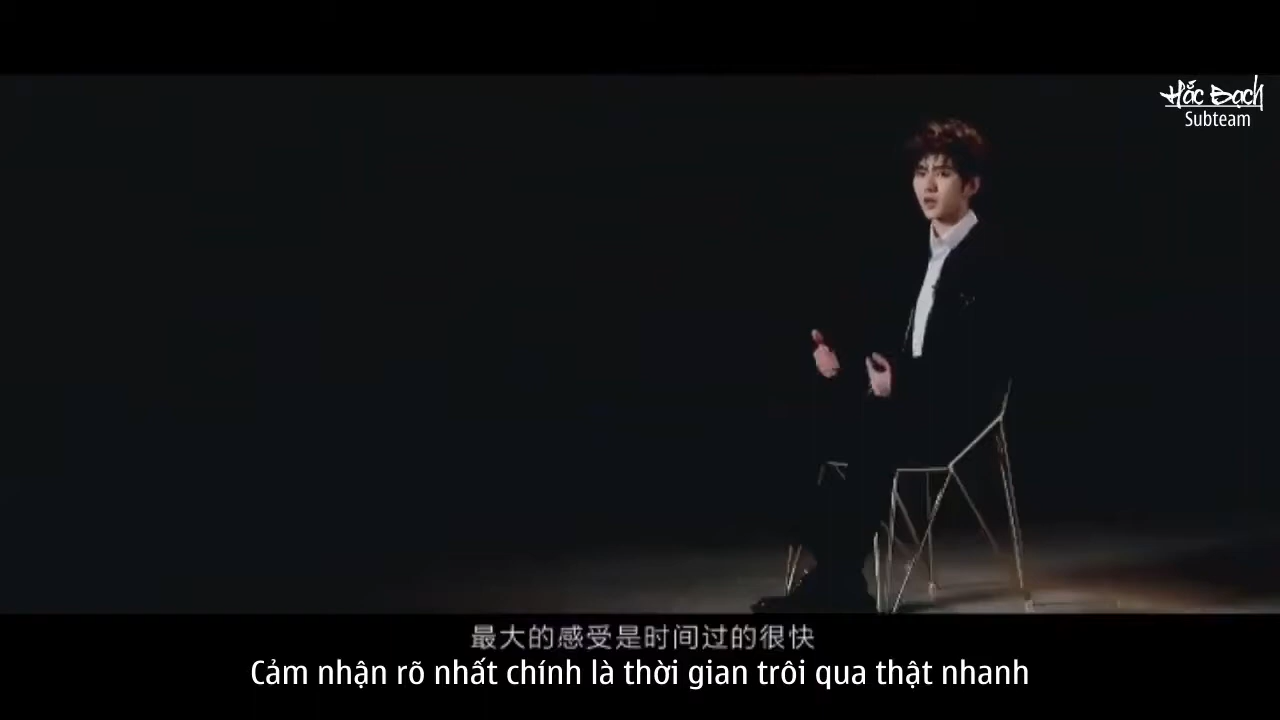 Hắc Bạch
Subteam
最大的感受是时间过的很快
Cảm nhận rõ nhất chính là thời gian trôi qua thật nhanh